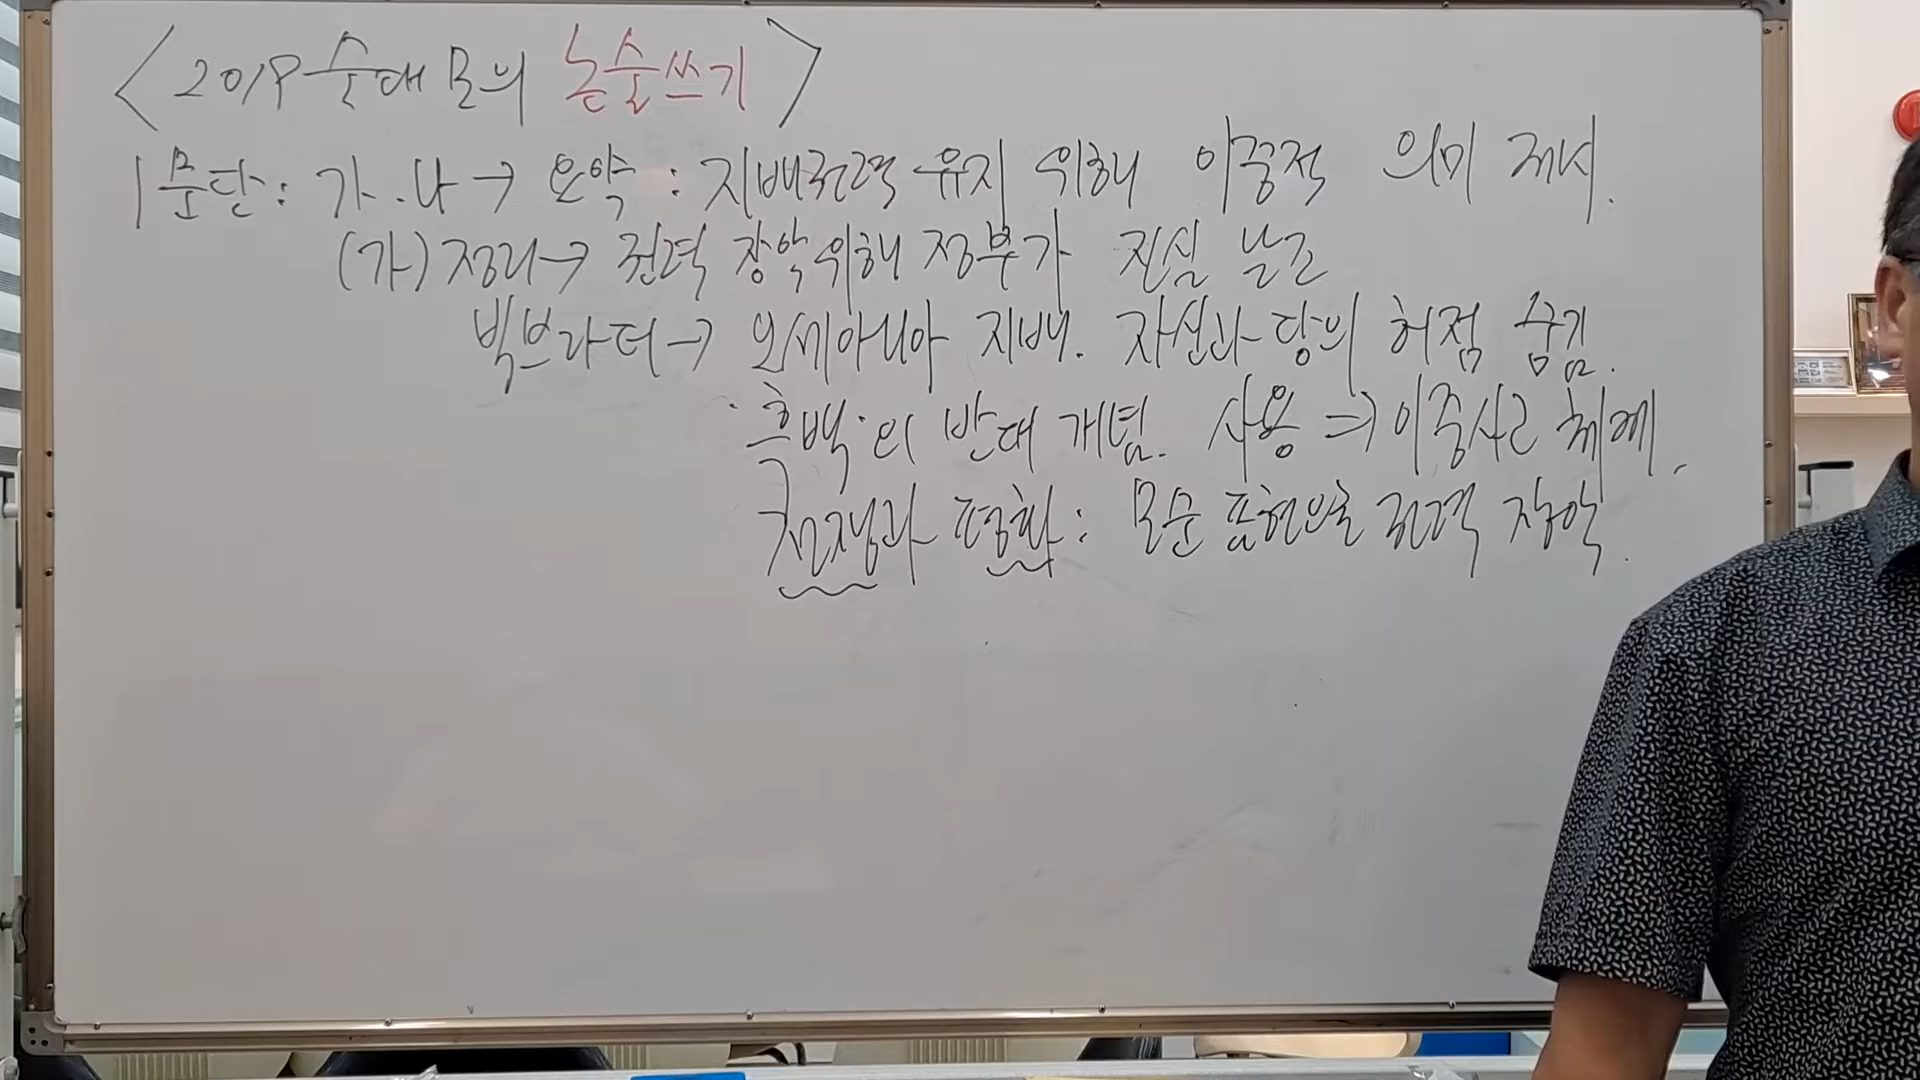 <2019 숭대 모의 논술쓰기>
1문단: 가.나 → 요약: 지배권력 유지 위해 이중적 의미 제시.
(가) 정리 → 권력 장악 위해 정부가 진실 날조
빅브라더 → 오세아니아 지배. 자신과 당의 허점 숨김.
'흑백'의 반대 개념. 사용 ⇒ 이중사고 체계.
전쟁과 평화: 모순 표현으로 권력 장악.